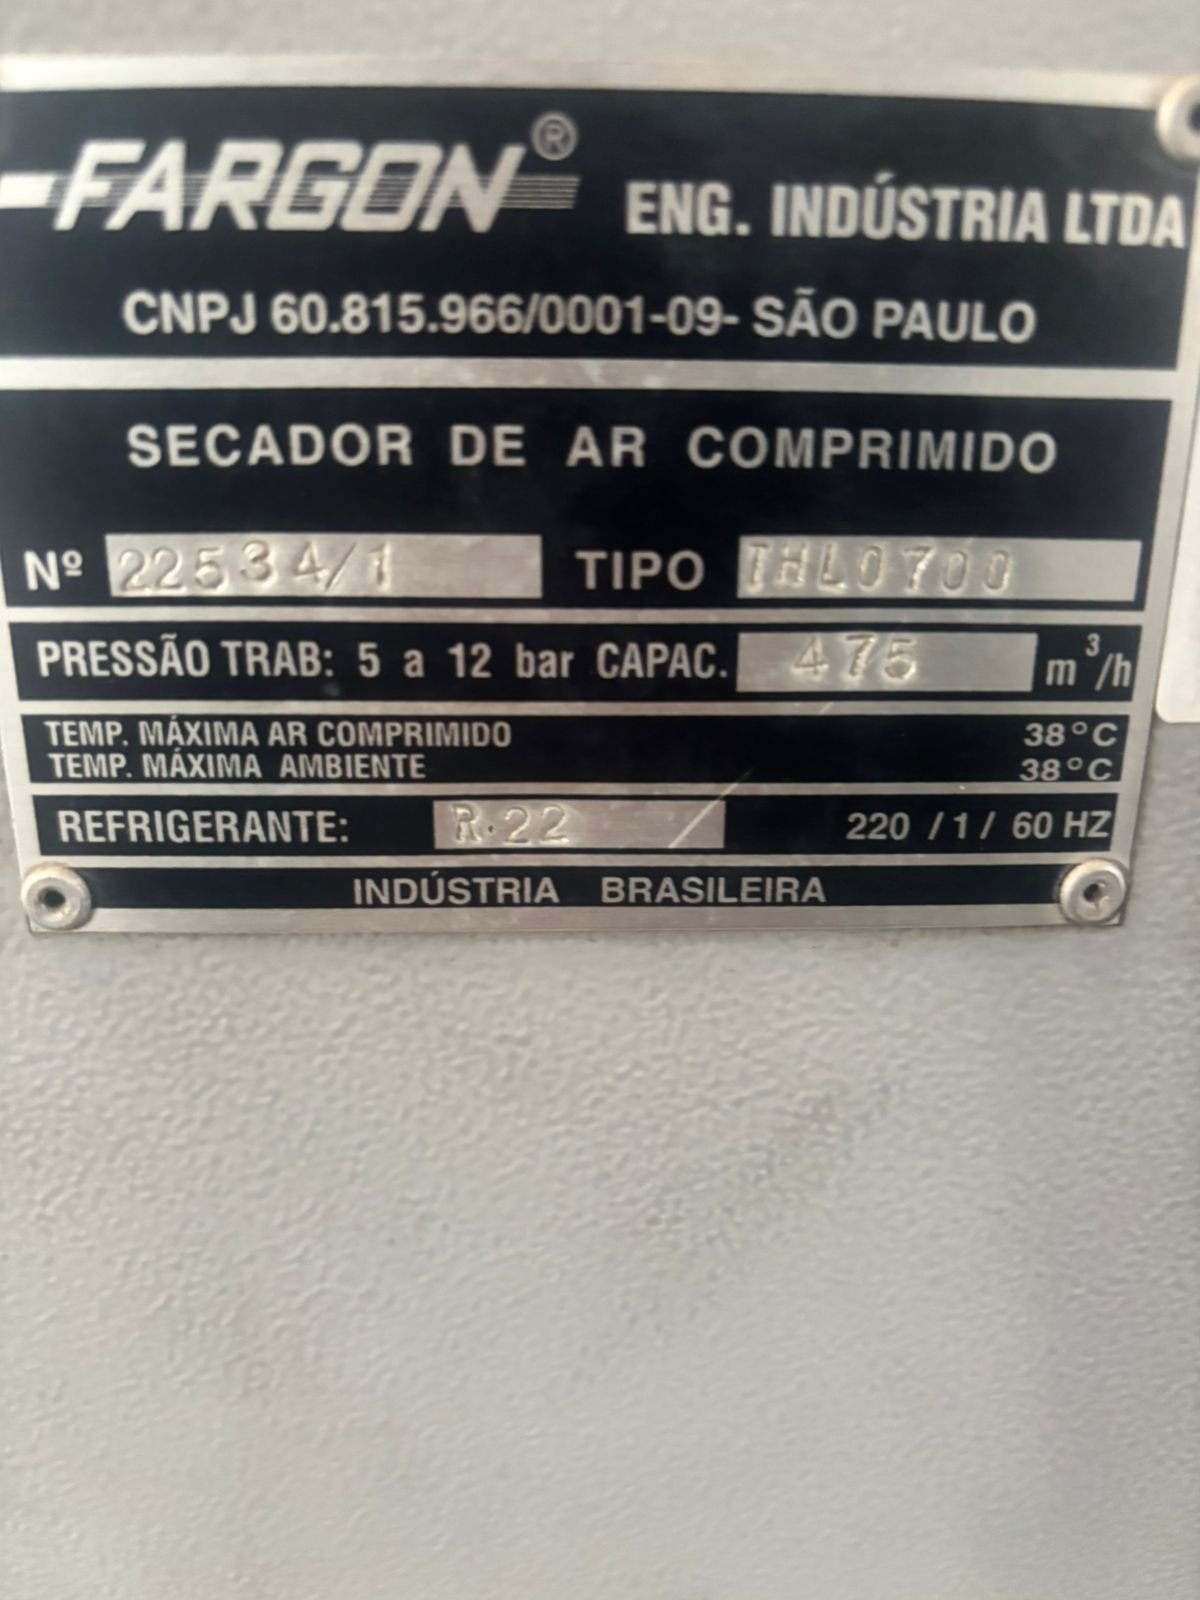 FARGON® ENG. INDÚSTRIA LTDA
CNPJ 60.815.966/0001-09- SÃO PAULO
SECADOR DE AR COMPRIMIDO
Nº 22534/1 TIPO THL0700
PRESSÃO TRAB: 5 a 12 bar CAPAC. 475 m³/h
TEMP. MÁXIMA AR COMPRIMIDO 38°C
TEMP. MÁXIMA AMBIENTE 38°C
REFRIGERANTE: R.22 220 /1/ 60 HZ
INDÚSTRIA BRASILEIRA